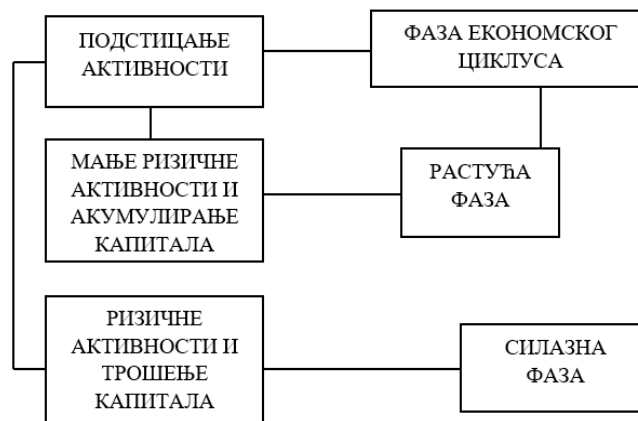 ПОДСТИЦАЊЕ
АКТИВНОСТИ
ФАЗА ЕКОНОМСКОГ
ЦИКЛУСА
МАЊЕ РИЗИЧНЕ
АКТИВНОСТИ И
АКУМУЛИРАЊЕ
КАПИТАЛА
РАСТУЋА
ФАЗА
РИЗИЧНЕ
АКТИВНОСТИ И
ТРОШЕЊЕ
КАПИТАЛА
СИЛАЗНА
ФАЗА